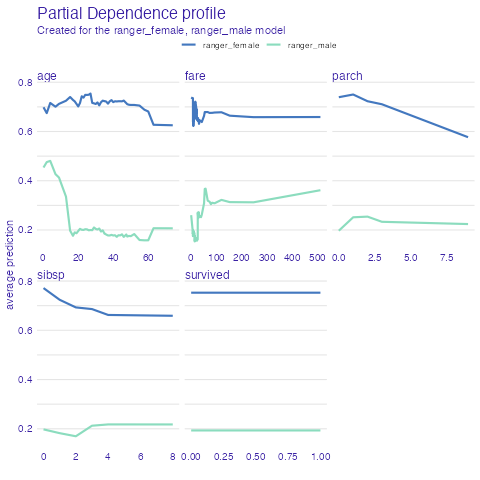 Partial Dependence profile
Created for the ranger_female, ranger_male model
ranger_female ranger_male
age fare parch
0.8
0.6
0.4
0.2
0 20 40 60 0 100 200 300 400 500 0.0 2.5 5.0 7.5
average prediction
sibsp survived
0.8
0.6
0.4
0.2
0 2 4 6 8 0.00 0.25 0.50 0.75 1.00